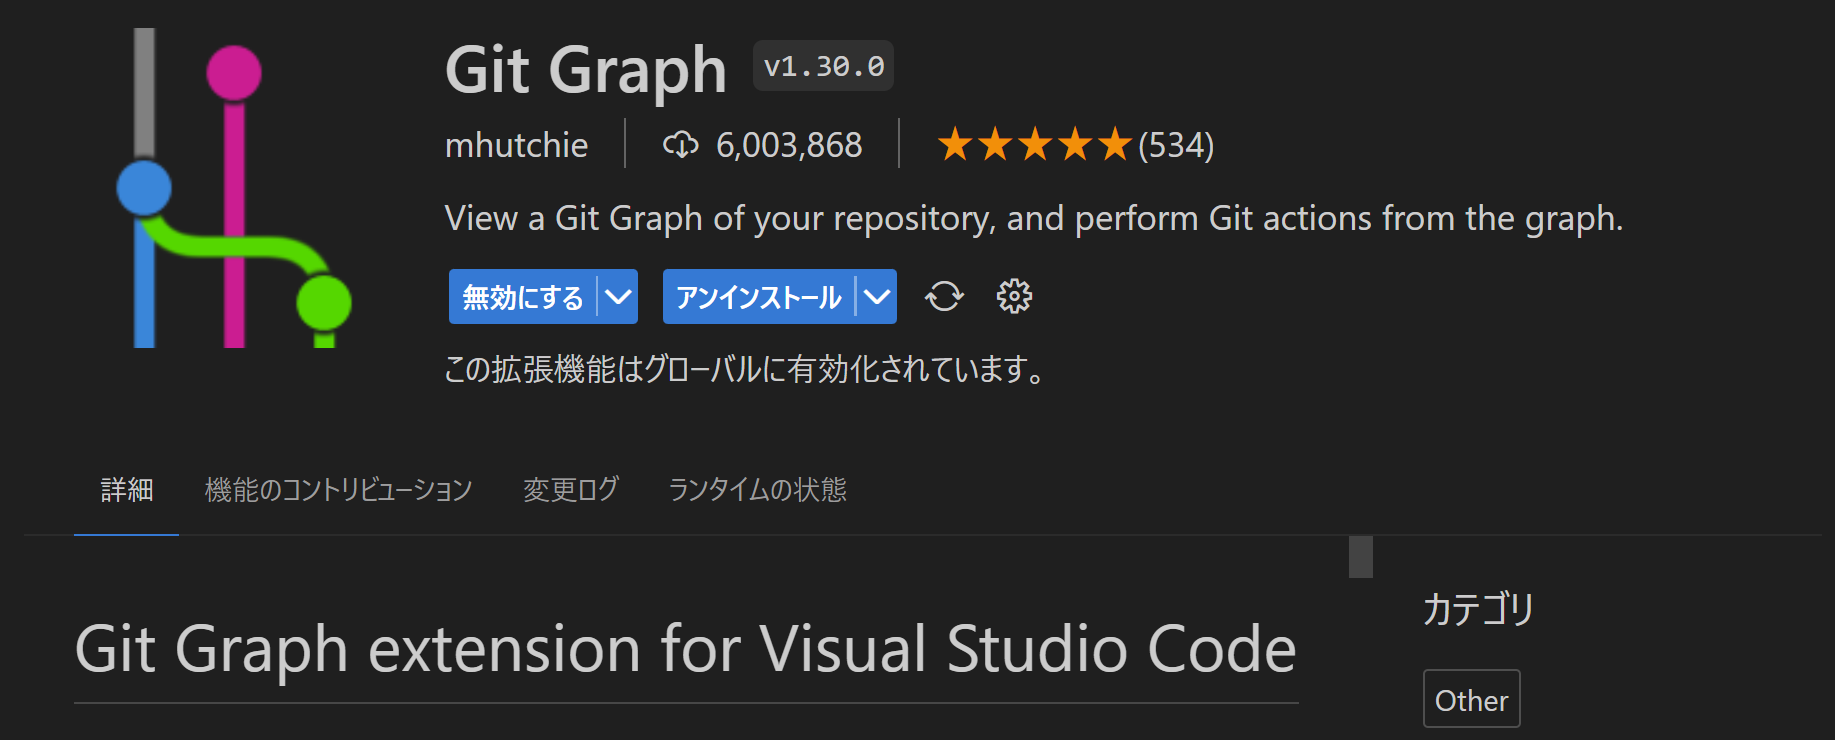 Git Graph v1.30.0
mhutchie 6,003,868 ★★★★★(534)
View a Git Graph of your repository, and perform Git actions from the graph.
無効にする アンインストール
この拡張機能はグローバルに有効化されています。
詳細 機能のコントリビューション 変更ログ ランタイムの状態
Git Graph extension for Visual Studio Code
カテゴリ
Other